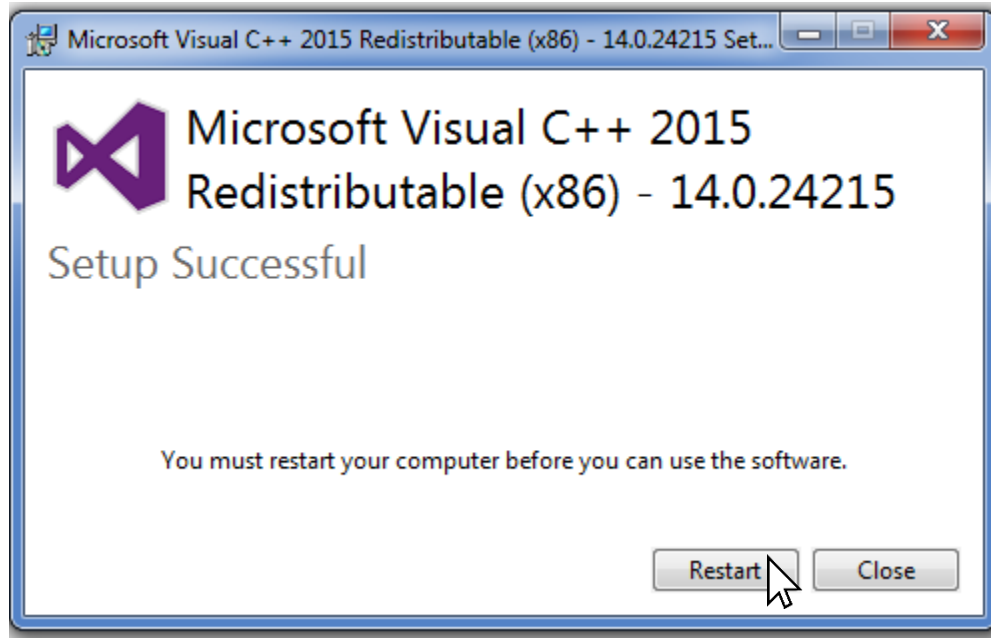 Microsoft Visual C++ 2015 Redistributable (x86) - 14.0.24215 Set...
Microsoft Visual C++ 2015
Redistributable (x86) - 14.0.24215
Setup Successful
You must restart your computer before you can use the software.
Restart
Close